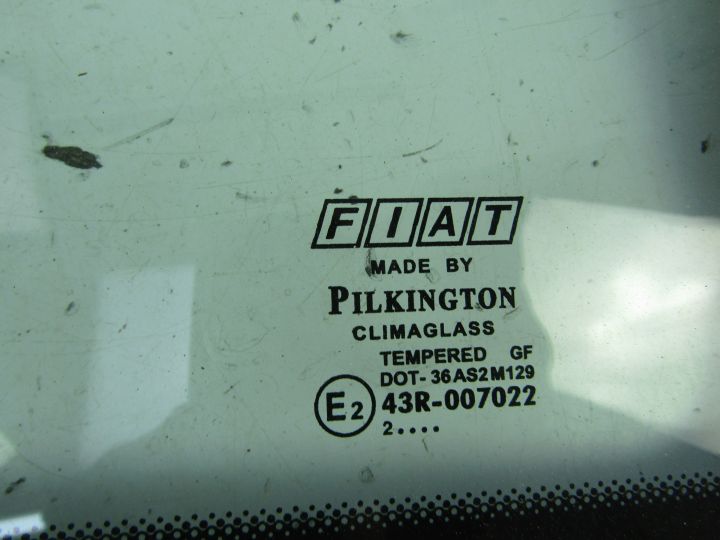 FIAT
MADE BY
PILKINGTON
CLIMAGLASS
TEMPERED GF
DOT-36AS2M129
E2 43R-007022
2....